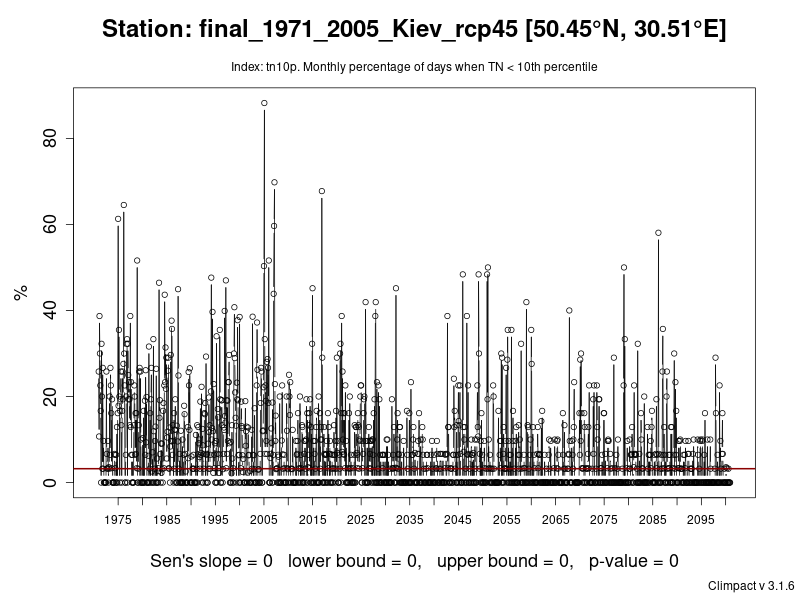 Station: final_1971_2005_Kiev_rcp45 [50.45°N, 30.51°E]
Index: tn10p. Monthly percentage of days when TN < 10th percentile
%
80
60
40
20
0
1975 1985 1995 2005 2015 2025 2035 2045 2055 2065 2075 2085 2095
Sen's slope = 0 lower bound = 0, upper bound = 0, p-value = 0
Climpact v 3.1.6